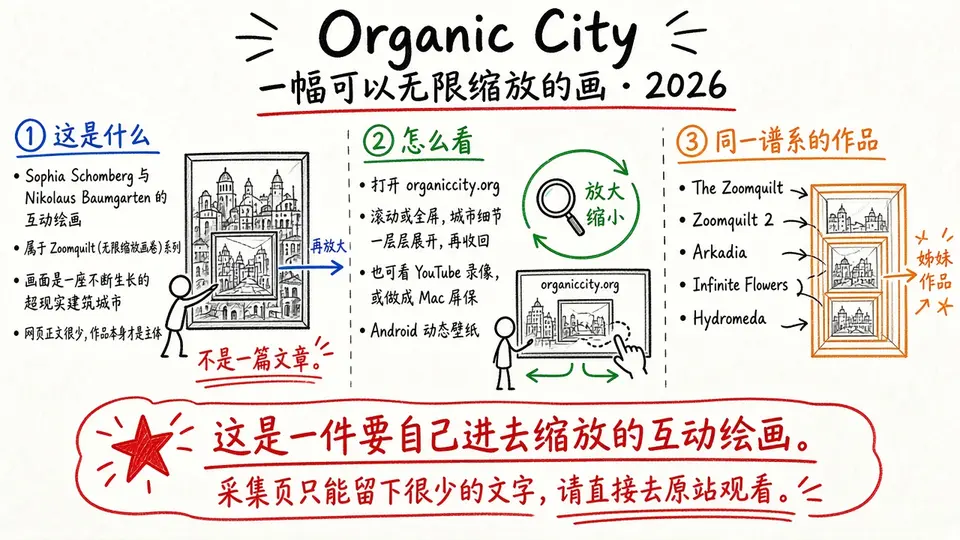 Organic City
一幅可以无限缩放的画 · 2026
① 这是什么
• Sophia Schomberg 与
Nikolaus Baumgarten 的
互动绘画
• 属于 Zoomquilt (无限缩放画卷) 系列
• 画面是一座不断生长的
超现实建筑城市
• 网页正文很少, 作品本身才是主体
再放大
不是一篇文章。
② 怎么看
• 打开 organiccity.org
• 滚动或全屏, 城市细节
一层层展开, 再收回
• 也可看 YouTube 录像,
或做成 Mac 屏保
• Android 动态壁纸
放大
缩小
organiccity.org
③ 同一谱系的作品
• The Zoomquilt
• Zoomquilt 2
• Arkadia
• Infinite Flowers
• Hydromeda
姊妹
作品
这是一件要自己进去缩放的互动绘画。
采集页只能留下很少的文字, 请直接去原站观看。